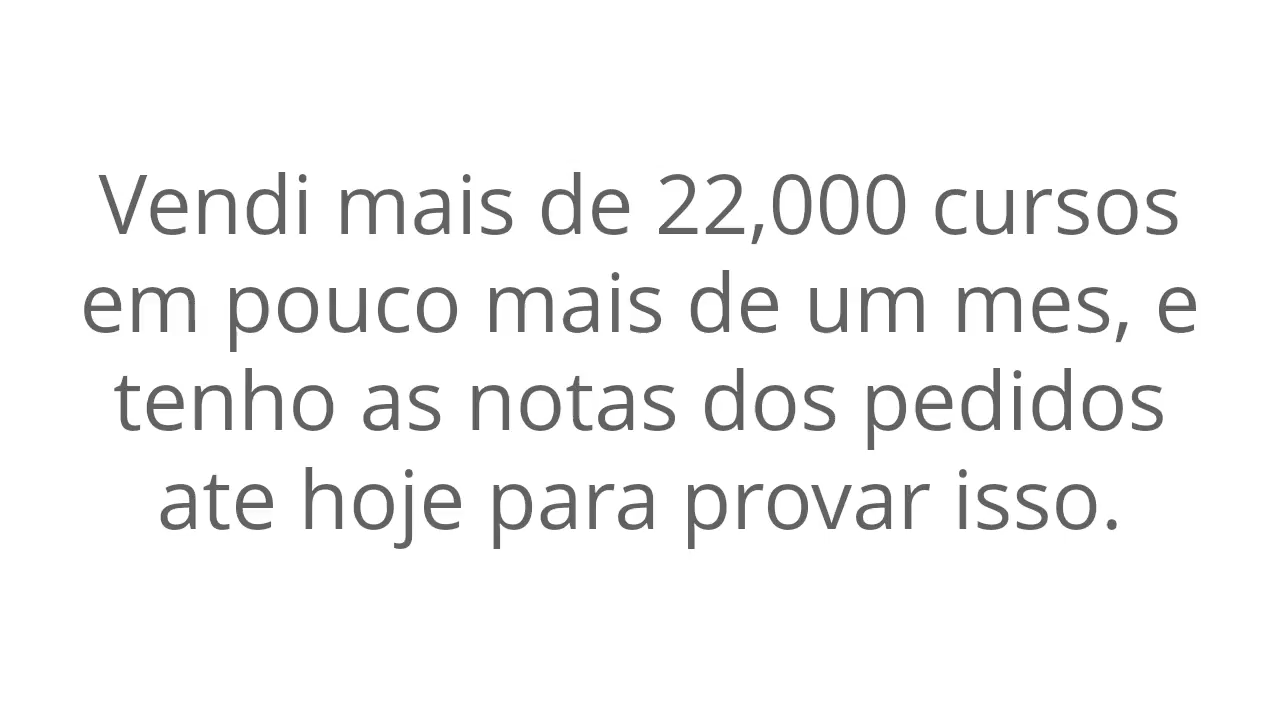 Vendi mais de 22,000 cursos
em pouco mais de um mes, e
tenho as notas dos pedidos
ate hoje para provar isso.